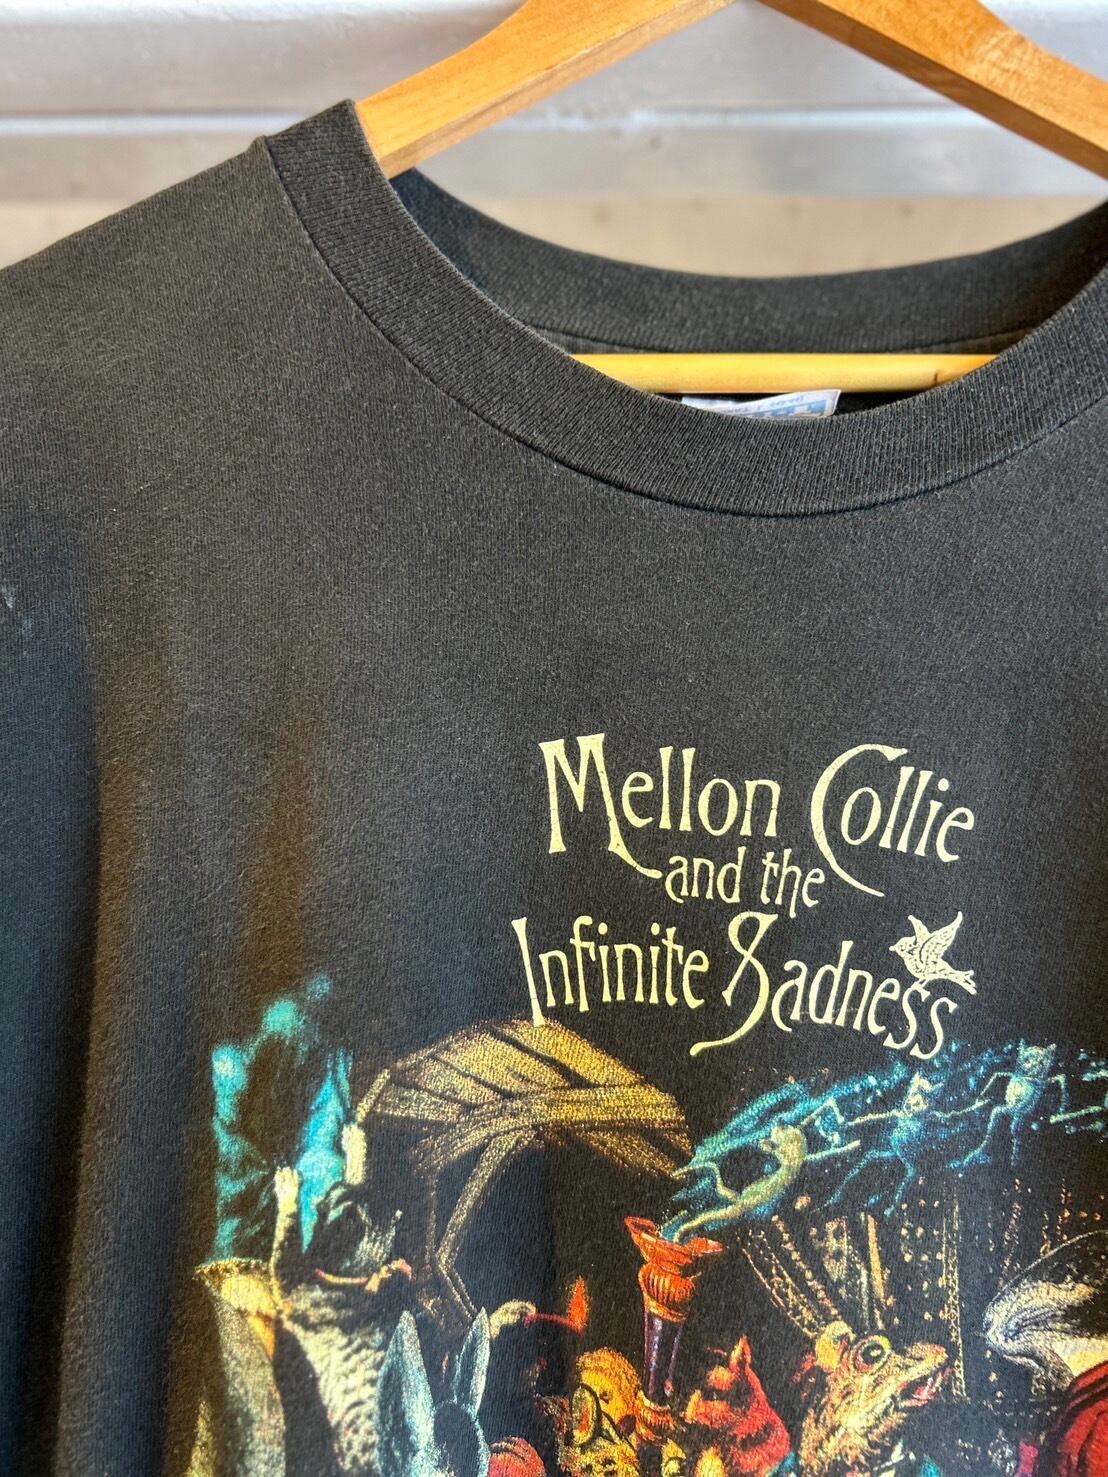 Mellon Collie
and the
Infinite Sadness